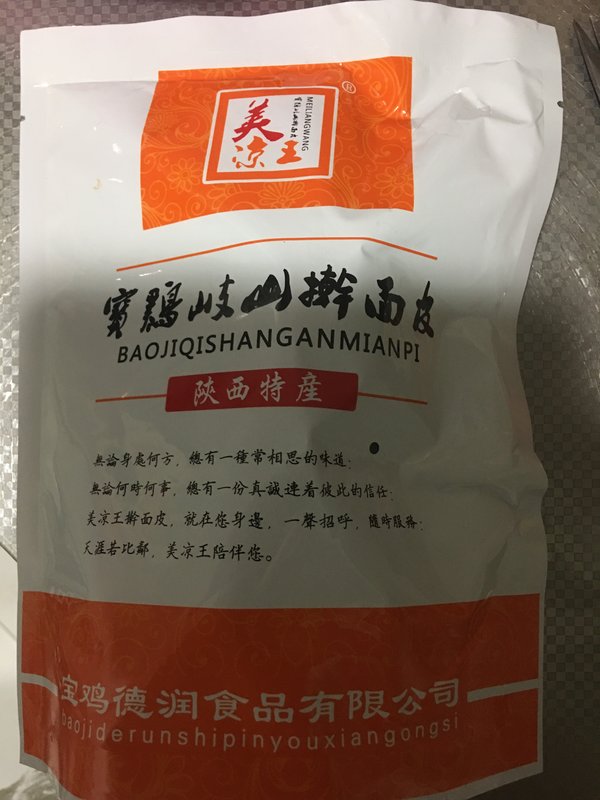 美凉王
MEILIANGWANG
®
寶鷄岐山擀面皮
BAOJIQISHANGANMIANPI
陝西特産
無論身處何方，總有一種常相思的味道；
無論何時何事，總有一份真誠連着彼此的信任；
美凉王擀面皮，就在您身邊，一聲招呼，隨時服務；
天涯若比鄰，美凉王陪伴您。
宝鸡德润食品有限公司
baojiderunshipinyouxiangongsi